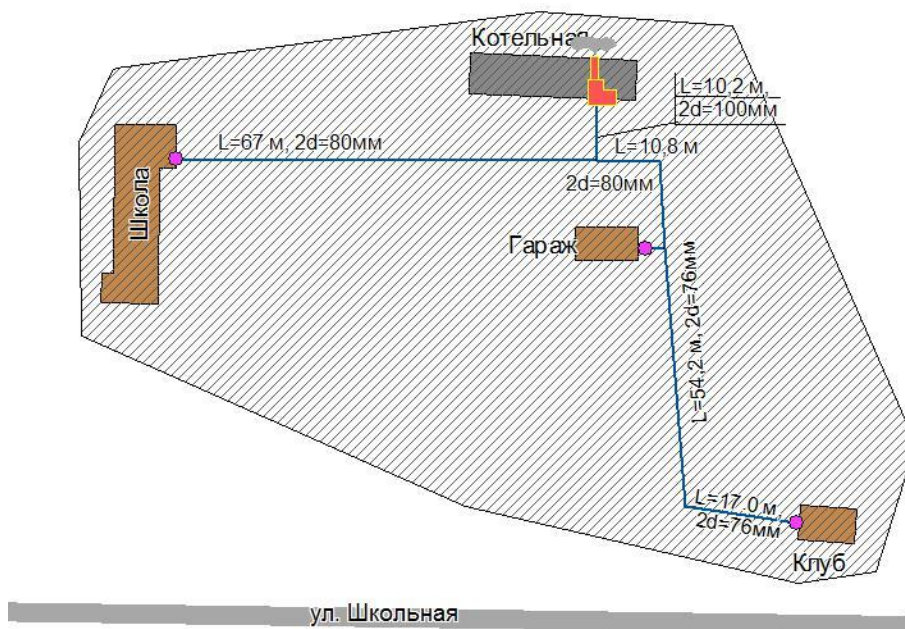 Котельная
L=10,2 м,
2d=100мм
L=67 м, 2d=80мм
L=10,8 м
2d=80мм
Школа
Гараж
L=54,2 м, 2d=76мм
L=17,0 м,
2d=76мм
Клуб
ул. Школьная